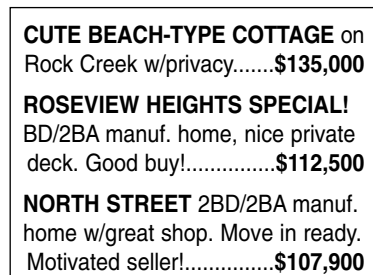 CUTE BEACH-TYPE COTTAGE on
Rock Creek w/privacy.......$135,000
ROSEVIEW HEIGHTS SPECIAL!
BD/2BA manuf. home, nice private
deck. Good buy!................$112,500
NORTH STREET 2BD/2BA manuf.
home w/great shop. Move in ready.
Motivated seller!...............$107,900